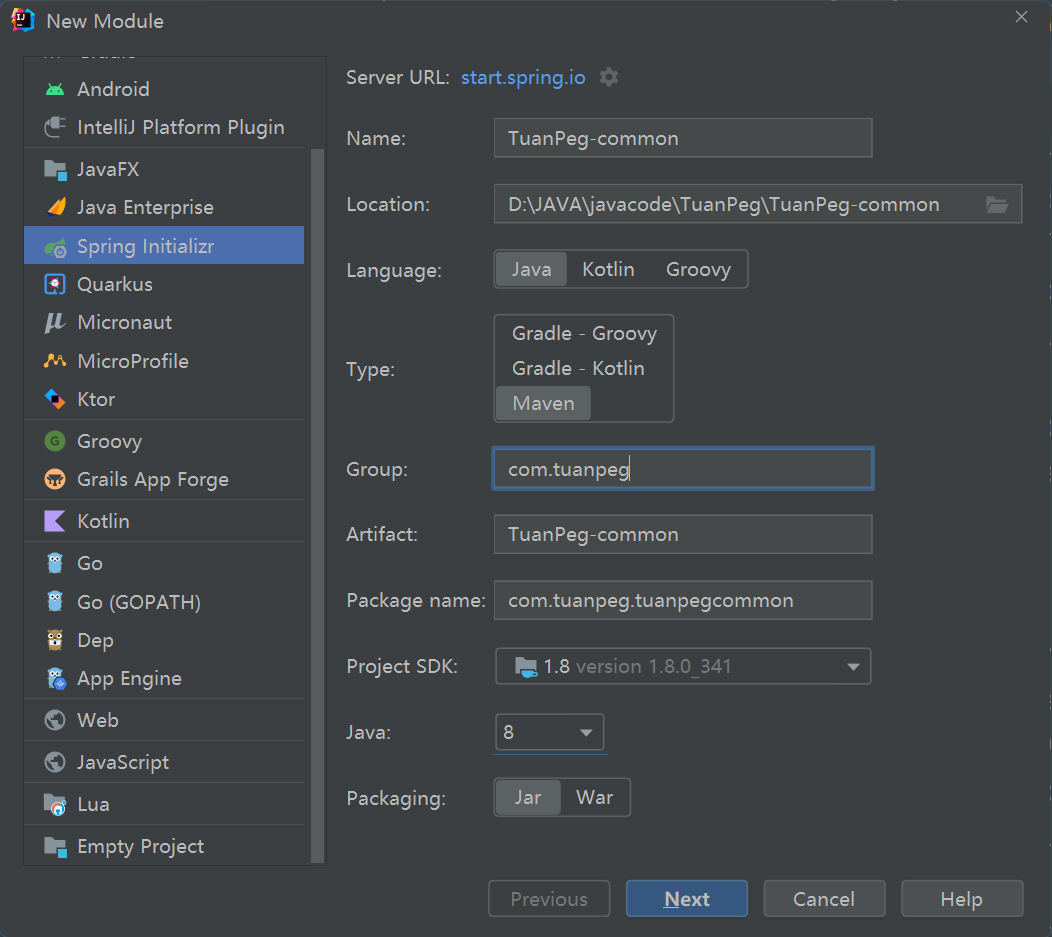 New Module
Android
IntelliJ Platform Plugin
JavaFX
Java Enterprise
Spring Initializr
Quarkus
Micronaut
MicroProfile
Ktor
Groovy
Grails App Forge
Kotlin
Go
Go (GOPATH)
Dep
App Engine
Web
JavaScript
Lua
Empty Project
Server URL: start.spring.io
Name: TuanPeg-common
Location: D:\JAVA\javacode\TuanPeg\TuanPeg-common
Language: Java Kotlin Groovy
Type:
Gradle - Groovy
Gradle - Kotlin
Maven
Group: com.tuanpeg
Artifact: TuanPeg-common
Package name: com.tuanpeg.tuanpegcommon
Project SDK: 1.8 version 1.8.0_341
Java: 8
Packaging: Jar War
Previous Next Cancel Help